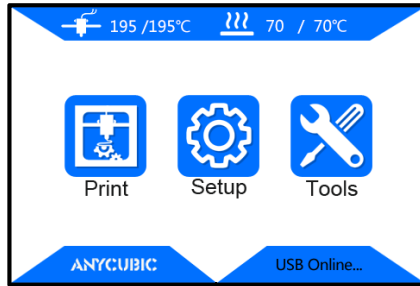 195 /195℃ 70 / 70℃
Print Setup Tools
ANYCUBIC USB Online...